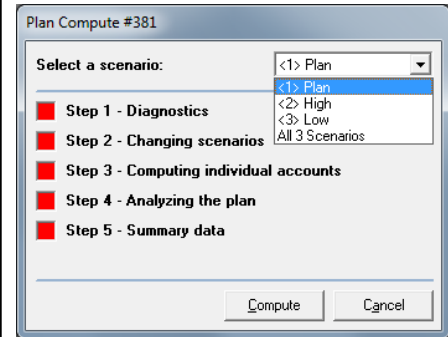 Plan Compute #381
Select a scenario: <1> Plan
<1> Plan
<2> High
<3> Low
All 3 Scenarios
Step 1 - Diagnostics
Step 2 - Changing scenarios
Step 3 - Computing individual accounts
Step 4 - Analyzing the plan
Step 5 - Summary data
Compute Cancel